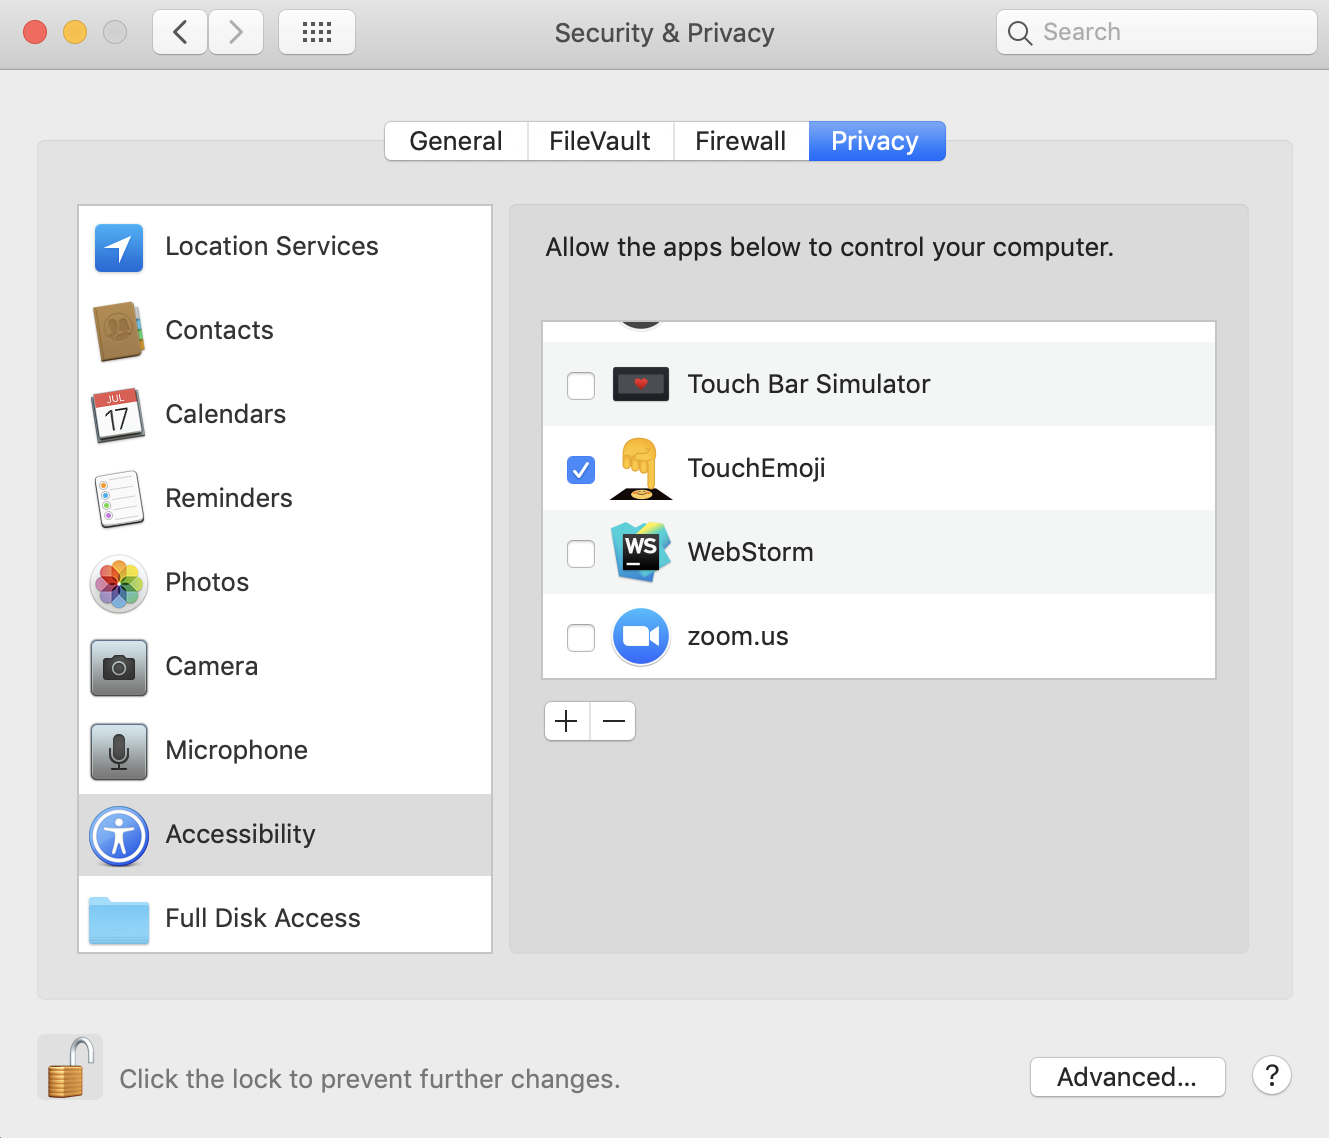 Security & Privacy
Search
General
FileVault
Firewall
Privacy
Location Services
Contacts
JUL
17
Calendars
Reminders
Photos
Camera
Microphone
Accessibility
Full Disk Access
Allow the apps below to control your computer.
Touch Bar Simulator
TouchEmoji
WS
WebStorm
zoom.us
Click the lock to prevent further changes.
Advanced...
?